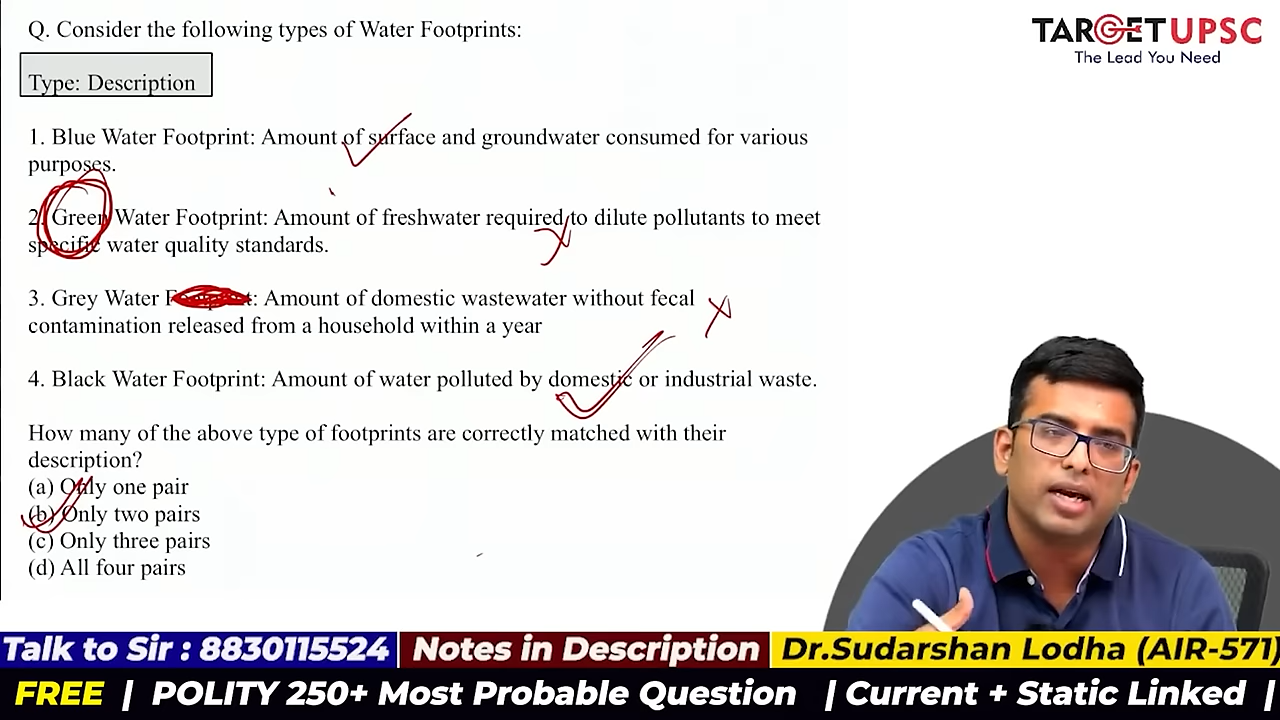 Q. Consider the following types of Water Footprints:
TARGET UPSC
The Lead You Need
Type: Description
1. Blue Water Footprint: Amount of surface and groundwater consumed for various
purposes.
2. Green Water Footprint: Amount of freshwater required to dilute pollutants to meet
specific water quality standards.
3. Grey Water : Amount of domestic wastewater without fecal
contamination released from a household within a year
4. Black Water Footprint: Amount of water polluted by domestic or industrial waste.
How many of the above type of footprints are correctly matched with their
description?
(a) Only one pair
(b) Only two pairs
(c) Only three pairs
(d) All four pairs
Talk to Sir : 8830115524 Notes in Description Dr.Sudarshan Lodha (AIR-571)
FREE | POLITY 250+ Most Probable Question | Current + Static Linked |